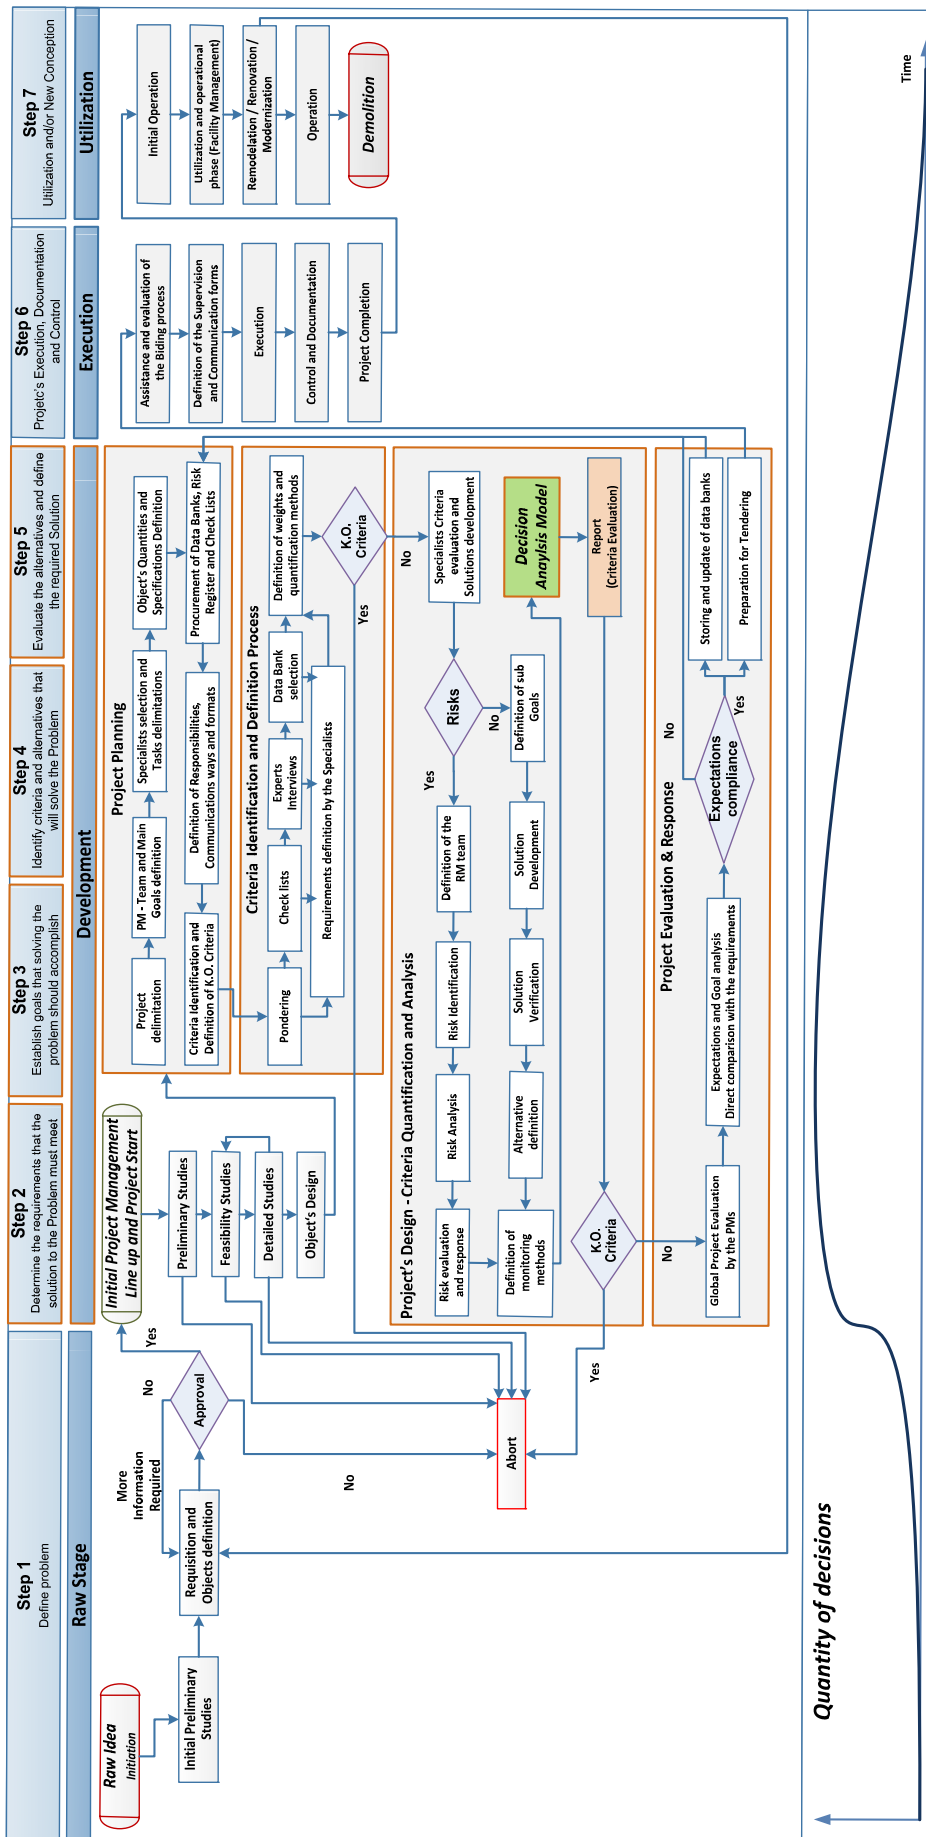 Step 1
Define problem
Step 2
Determine the requirements that the
solution to the Problem must meet
Step 3
Establish goals that solving the
problem should accomplish
Step 4
Identify criteria and alternatives that
will solve the Problem
Step 5
Evaluate the alternatives and define
the required Solution
Step 6
Projetc's Execution, Documentation
and Control
Step 7
Utilization and/or New Conception
Raw Stage
Development
Execution
Utilization
Raw Idea
Initiation
Initial Preliminary
Studies
Requisition and
Objects definition
More
Information
Required
No
Approval
Yes
No
Abort
Initial Project Management
Line up and Project Start
Preliminary Studies
Feasibility Studies
Detailed Studies
Object's Design
Project Planning
Project
delimitation
PM - Team and Main
Goals definition
Specialists selection and
Tasks delimitations
Object's Quantities and
Specifications Definition
Criteria Identification and
Definition of K.O. Criteria
Definition of Responsibilities,
Communications ways and formats
Procurement of Data Banks, Risk
Register and Check Lists
Criteria Identification and Definition Process
Pondering
Check lists
Experts
Interviews
Data Bank
selection
Definition of weights and
quantification methods
Requirements definition by the Specialists
K.O.
Criteria
Yes
No
Project's Design - Criteria Quantification and Analysis
Specialists Criteria
evaluation and
Solutions development
Risks
Yes
No
Definition of the
RM team
Risk Identification
Risk Analysis
Risk evaluation
and response
Definition of sub
Goals
Solution
Development
Solution
Verification
Alternative
definition
Definition of
monitoring
methods
Decision
Anaylsis Model
Report
(Criteria Evaluation)
K.O.
Criteria
Yes
No
Project Evaluation & Response
Global Project Evaluation
by the PMs
Expectations and Goal analysis
Direct comparison with the requirements
Expectations
compliance
No
Yes
Storing and update of data banks
Preparation for Tendering
Assistance and evaluation of
the Biding process
Definition of the Supervision
and Communication forms
Execution
Control and Documentation
Project Completion
Initial Operation
Utilization and operational
phase (Facility Management)
Remodelation / Renovation /
Modernization
Operation
Demolition
Quantity of decisions
Time